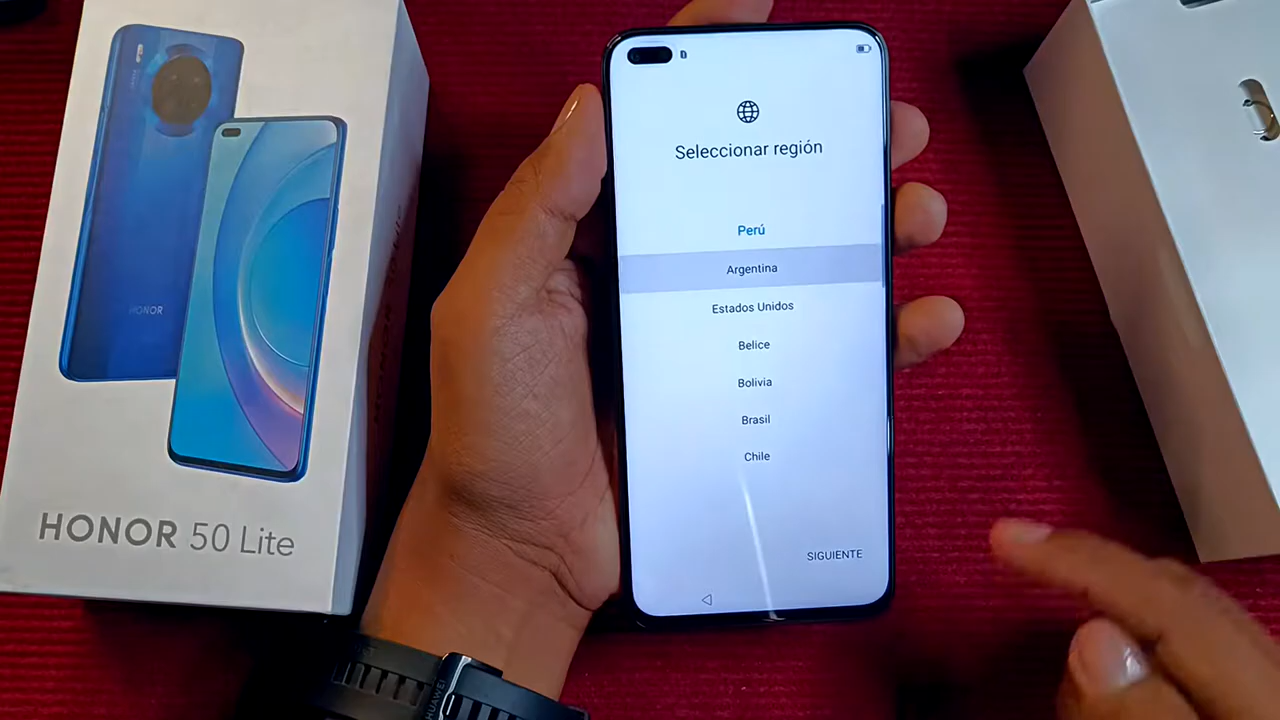 HONOR
HONOR 50 Lite
Seleccionar región
Perú
Argentina
Estados Unidos
Belice
Bolivia
Brasil
Chile
SIGUIENTE
HUAWEI